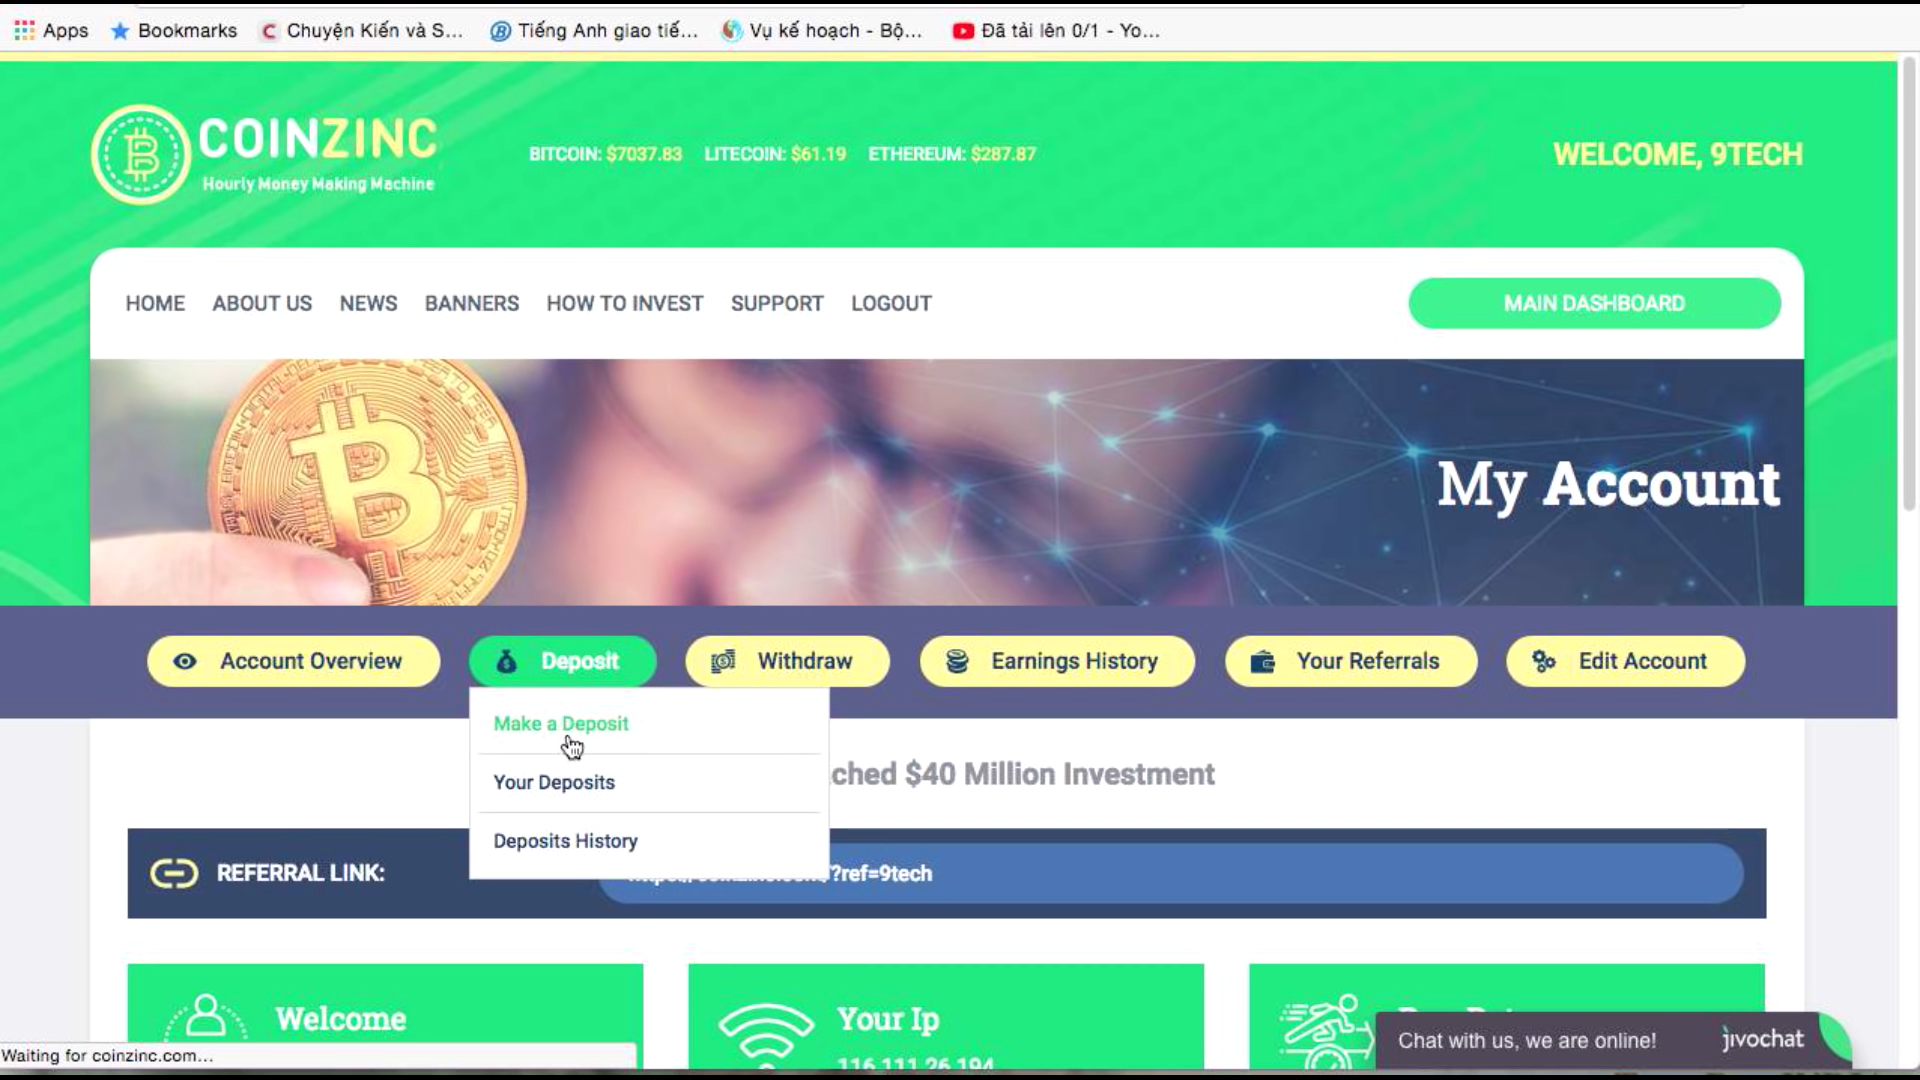 Apps Bookmarks Chuyện Kiến và S... Tiếng Anh giao tiế... Vụ kế hoạch - Bộ... Đã tải lên 0/1 - Yo...
COINZINC
Hourly Money Making Machine
BITCOIN: $7037.83 LITECOIN: $61.19 ETHEREUM: $287.87
WELCOME, 9TECH
HOME ABOUT US NEWS BANNERS HOW TO INVEST SUPPORT LOGOUT
MAIN DASHBOARD
My Account
Account Overview Deposit Withdraw Earnings History Your Referrals Edit Account
Make a Deposit
Your Deposits
Deposits History
ched $40 Million Investment
REFERRAL LINK:
?ref=9tech
Welcome
Your Ip
116.111.26.194
Chat with us, we are online! jivochat
Waiting for coinzinc.com...